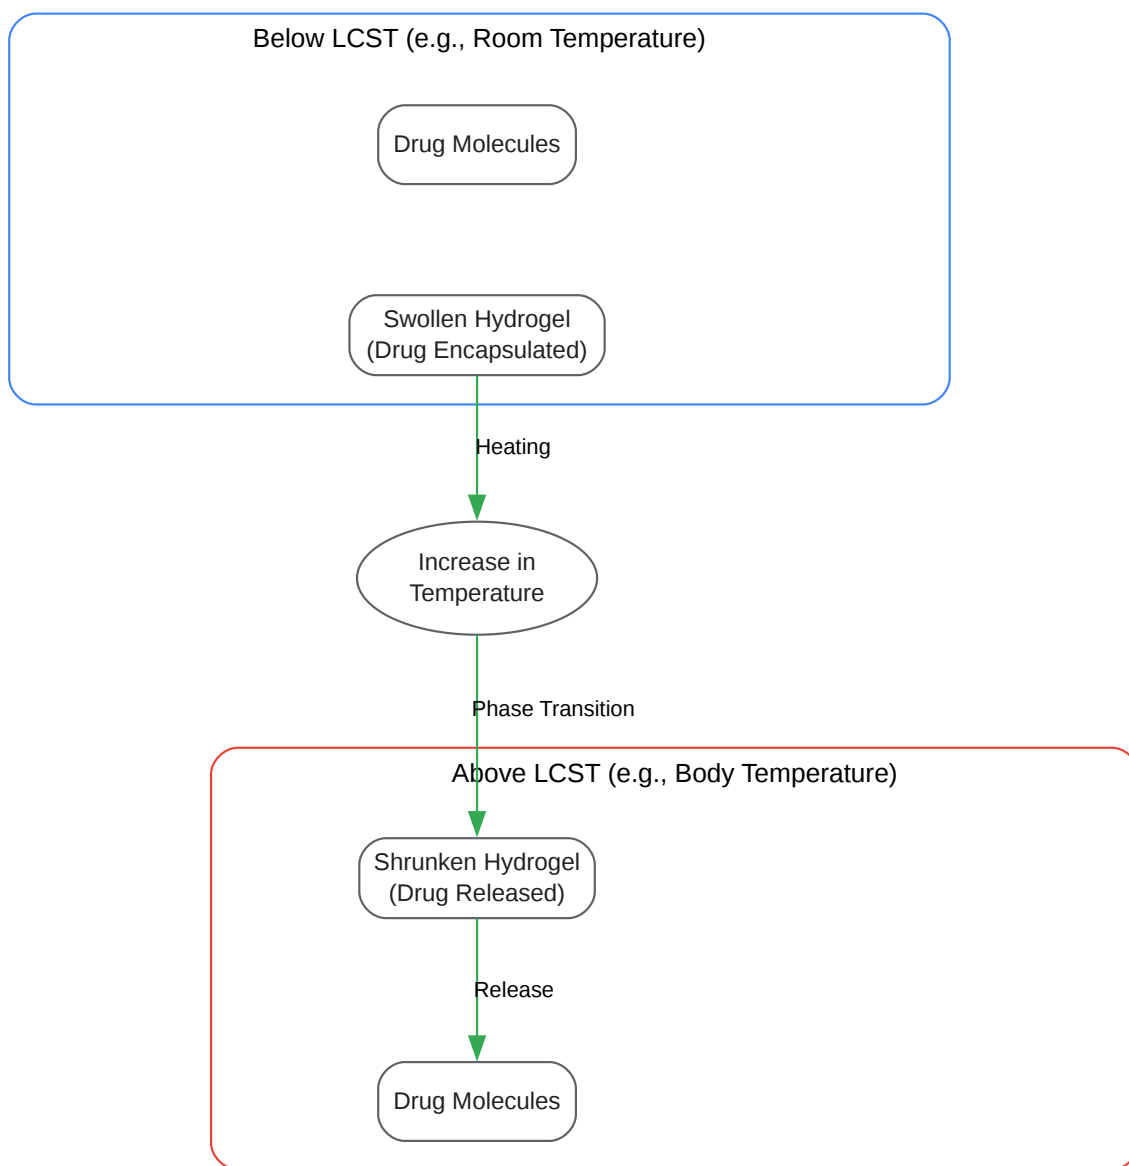 Below LCST (e.g., Room Temperature)
Drug Molecules
Swollen Hydrogel
(Drug Encapsulated)
Heating
Increase in
Temperature
Phase Transition
Above LCST (e.g., Body Temperature)
Shrunken Hydrogel
(Drug Released)
Release
Drug Molecules